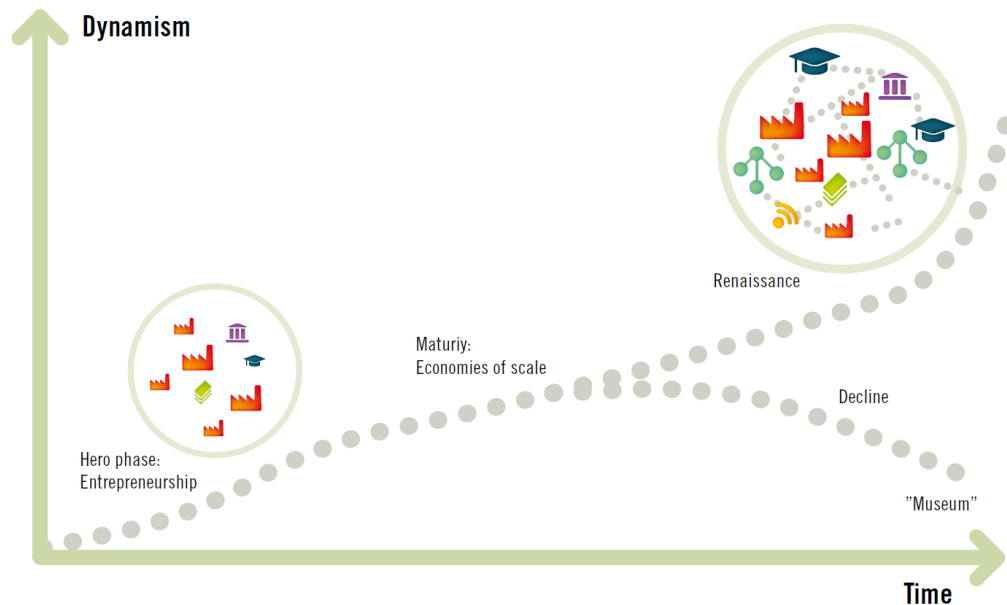 Dynamism
Renaissance
Maturiy:
Economies of scale
Decline
Hero phase:
Entrepreneurship
"Museum"
Time